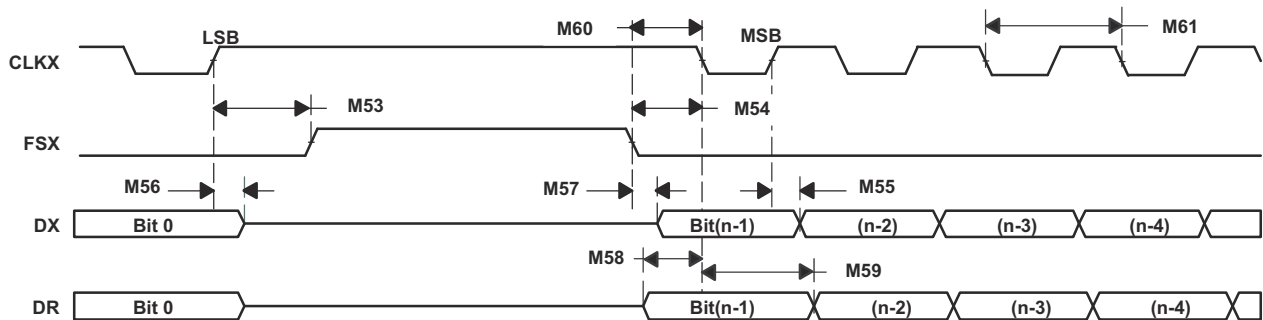 LSB
M60
MSB
M61
CLKX
M53
M54
FSX
M56
M57
M55
DX
Bit 0
Bit(n-1)
(n-2)
(n-3)
(n-4)
M58
M59
DR
Bit 0
Bit(n-1)
(n-2)
(n-3)
(n-4)